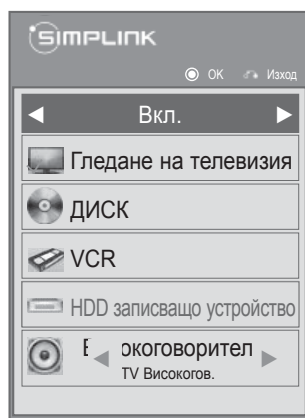 SIMPLINK
OK Изход
Вкл.
Гледане на телевизия
ДИСК
VCR
HDD записващо устройство
окоговорител
TV Високогов.